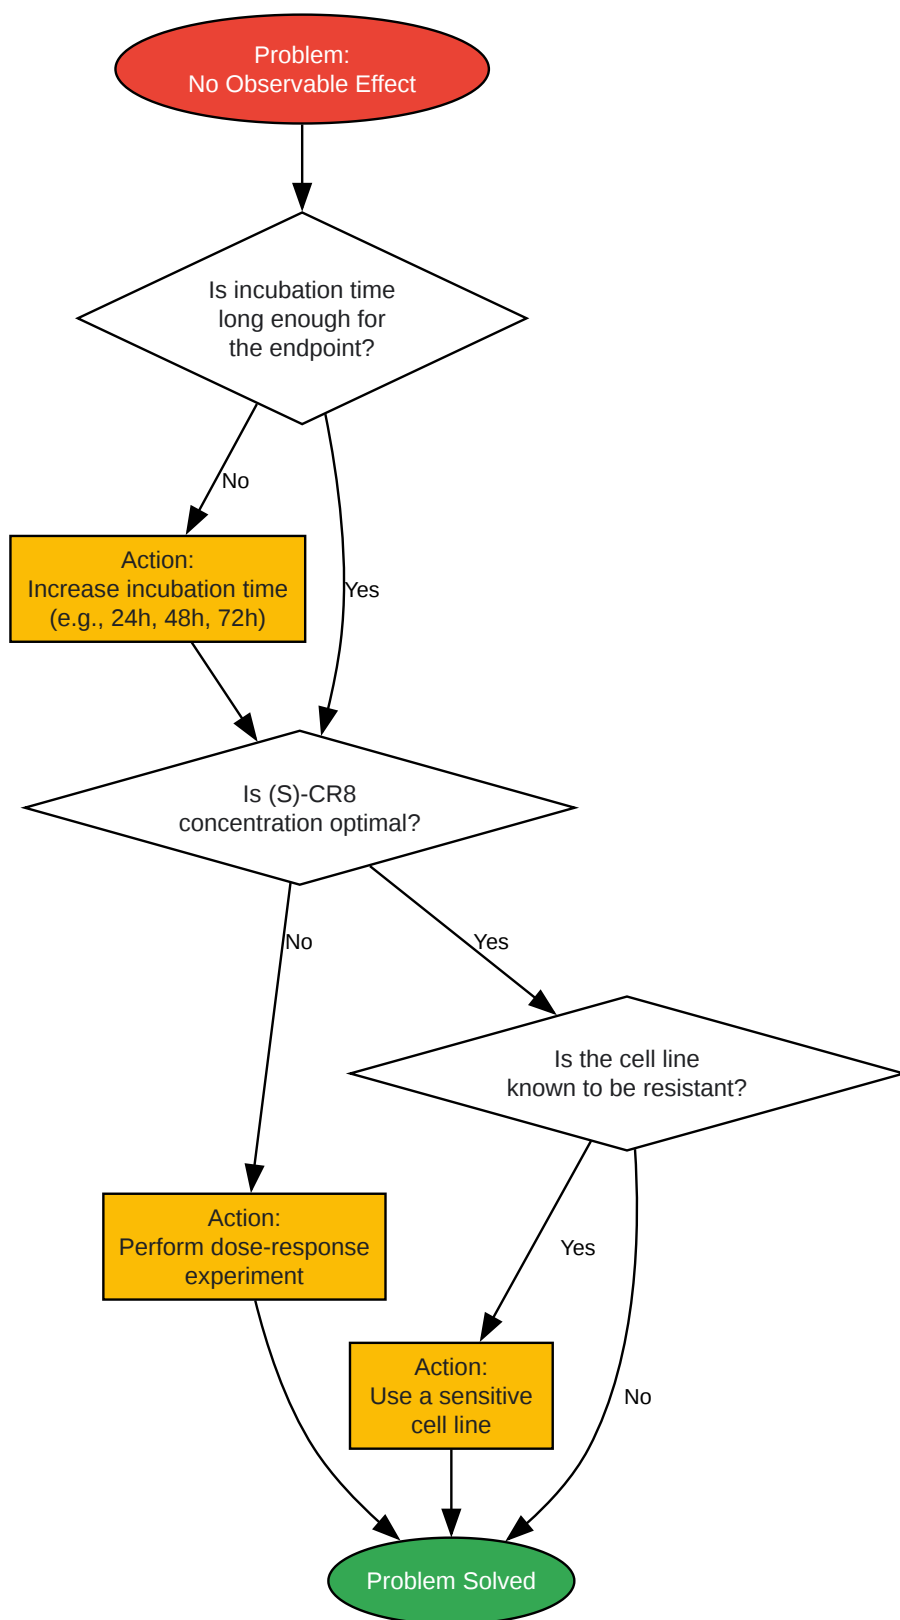 Problem:
No Observable Effect
Is incubation time
long enough for
the endpoint?
No
Action:
Increase incubation time
(e.g., 24h, 48h, 72h)
Yes
Is (S)-CR8
concentration optimal?
No
Yes
Is the cell line
known to be resistant?
Action:
Perform dose-response
experiment
Yes
Action:
Use a sensitive
cell line
No
Problem Solved